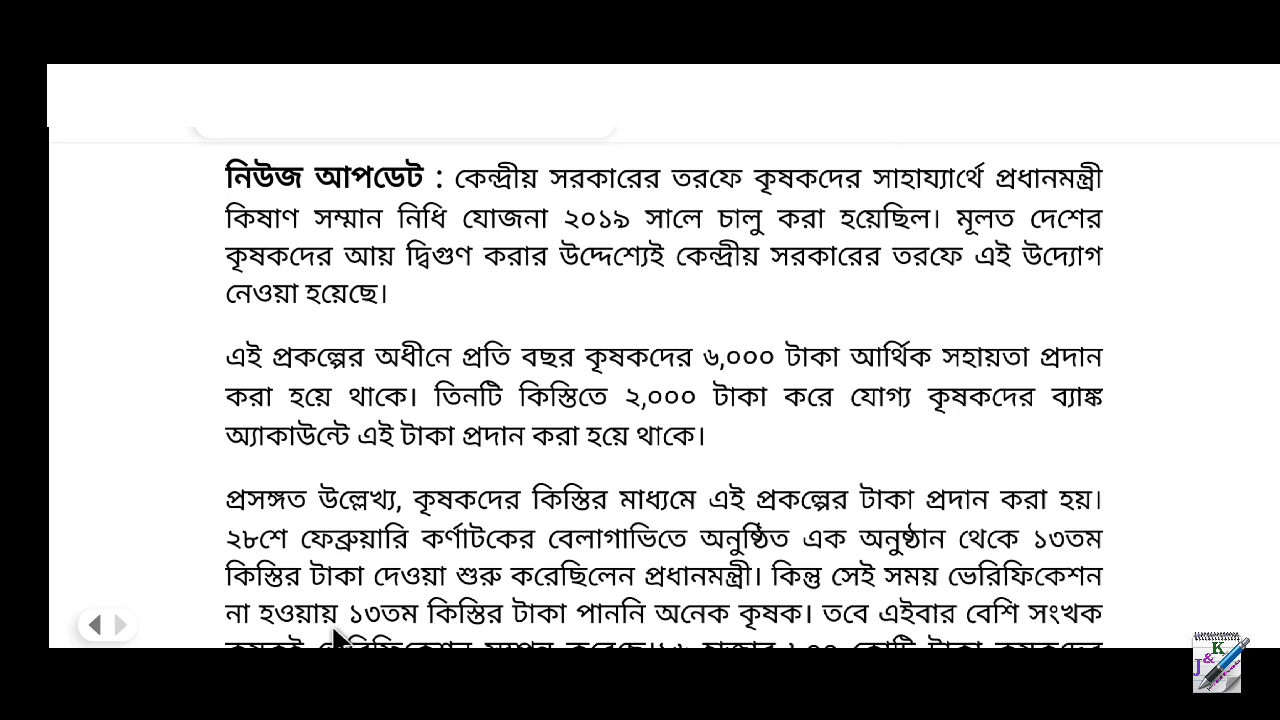 নিউজ আপডেট : কেন্দ্রীয় সরকারের তরফে কৃষকদের সাহায্যার্থে প্রধানমন্ত্রী
কিষাণ সম্মান নিধি যোজনা ২০১৯ সালে চালু করা হয়েছিল। মূলত দেশের
কৃষকদের আয় দ্বিগুণ করার উদ্দেশ্যেই কেন্দ্রীয় সরকারের তরফে এই উদ্যোগ
নেওয়া হয়েছে।
এই প্রকল্পের অধীনে প্রতি বছর কৃষকদের ৬,০০০ টাকা আর্থিক সহায়তা প্রদান
করা হয়ে থাকে। তিনটি কিস্তিতে ২,০০০ টাকা করে যোগ্য কৃষকদের ব্যাঙ্ক
অ্যাকাউন্টে এই টাকা প্রদান করা হয়ে থাকে।
প্রসঙ্গত উল্লেখ্য, কৃষকদের কিস্তির মাধ্যমে এই প্রকল্পের টাকা প্রদান করা হয়।
২৮শে ফেব্রুয়ারি কর্ণাটকের বেলাগাভিতে অনুষ্ঠিত এক অনুষ্ঠান থেকে ১৩তম
কিস্তির টাকা দেওয়া শুরু করেছিলেন প্রধানমন্ত্রী। কিন্তু সেই সময় ভেরিফিকেশন
না হওয়ায় ১৩তম কিস্তির টাকা পাননি অনেক কৃষক। তবে এইবার বেশি সংখক
J&K